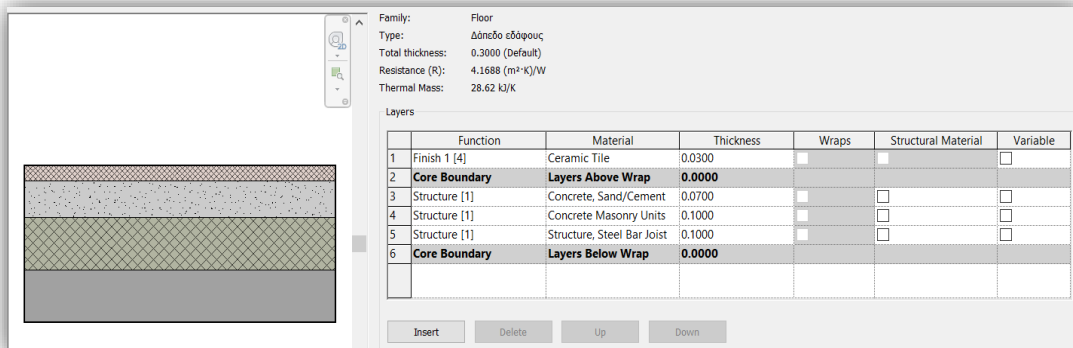 Family: Floor
Type: Δάπεδο εδάφους
Total thickness: 0.3000 (Default)
Resistance (R): 4.1688 (m²·K)/W
Thermal Mass: 28.62 kJ/K
Layers
Function Material Thickness Wraps Structural Material Variable
1 Finish 1 [4] Ceramic Tile 0.0300
2 Core Boundary Layers Above Wrap 0.0000
3 Structure [1] Concrete, Sand/Cement 0.0700
4 Structure [1] Concrete Masonry Units 0.1000
5 Structure [1] Structure, Steel Bar Joist 0.1000
6 Core Boundary Layers Below Wrap 0.0000
Insert Delete Up Down
2D